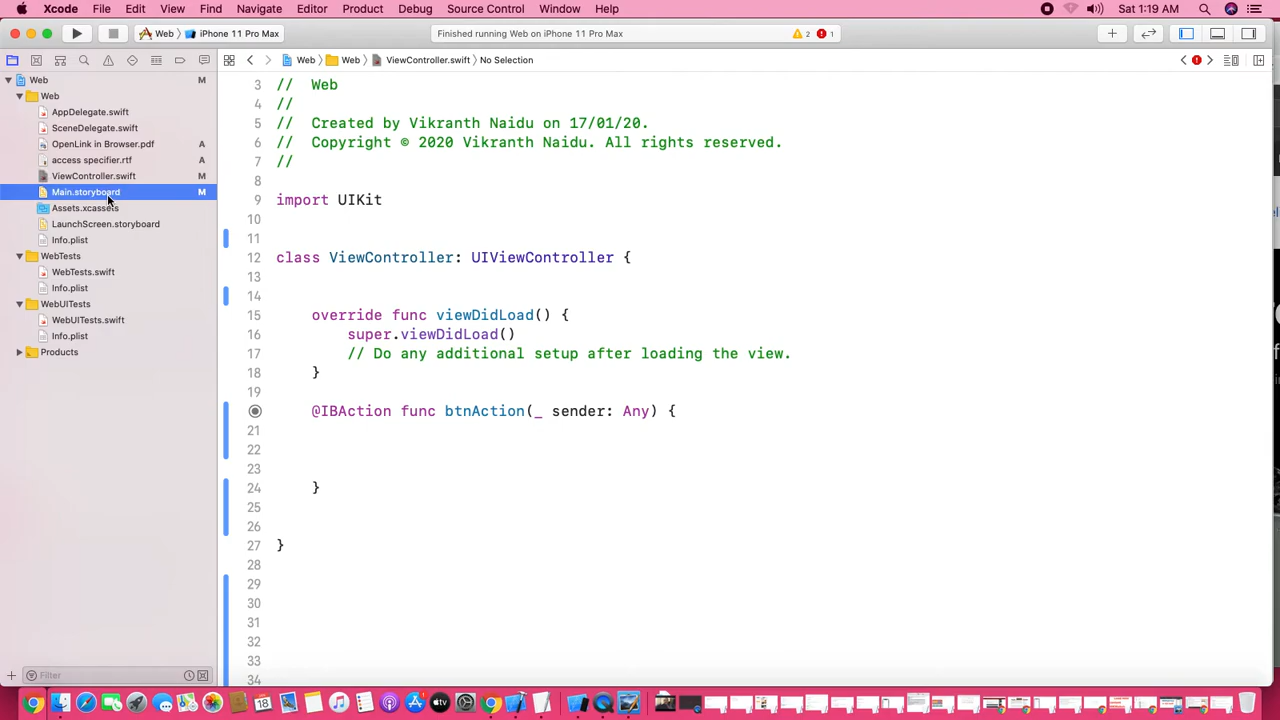 Xcode File Edit View Find Navigate Editor Product Debug Source Control Window Help Sat 1:19 AM
Web iPhone 11 Pro Max Finished running Web on iPhone 11 Pro Max 2 1
Web Web ViewController.swift No Selection
Web M
Web
AppDelegate.swift
SceneDelegate.swift
OpenLink in Browser.pdf A
access specifier.rtf A
ViewController.swift M
Main.storyboard M
Assets.xcassets
LaunchScreen.storyboard
Info.plist
WebTests
WebTests.swift
Info.plist
WebUITests
WebUITests.swift
Info.plist
Products
Filter
3 // Web
4 //
5 // Created by Vikranth Naidu on 17/01/20.
6 // Copyright © 2020 Vikranth Naidu. All rights reserved.
7 //
8
9 import UIKit
10
11
12 class ViewController: UIViewController {
13
14
15 override func viewDidLoad() {
16 super.viewDidLoad()
17 // Do any additional setup after loading the view.
18 }
19
@IBAction func btnAction(_ sender: Any) {
21
22
23
24 }
25
26
27 }
28
29
30
31
32
33
34